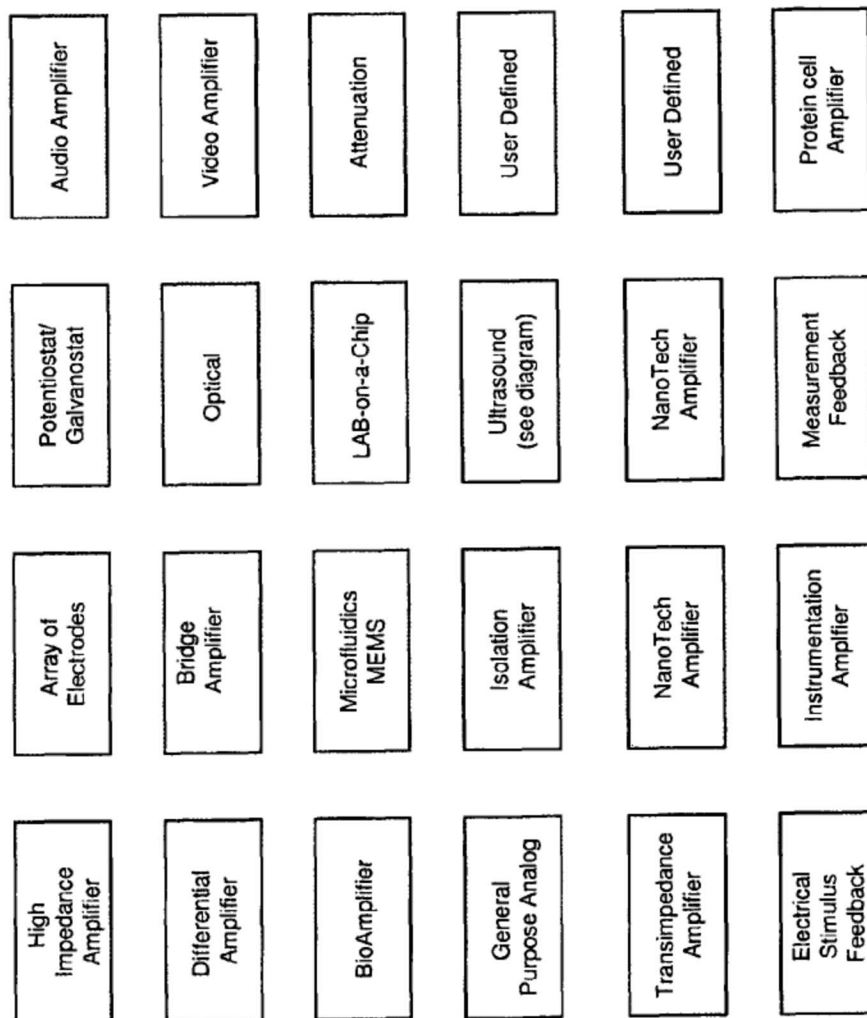 High
Impedance
Amplifier
Array of
Electrodes
Potentiostat/
Galvanostat
Audio Amplifier
Differential
Amplifier
Bridge
Amplifier
Optical
Video Amplifier
BioAmplifier
Microfluidics
MEMS
LAB-on-a-Chip
Attenuation
General
Purpose Analog
Isolation
Amplifier
Ultrasound
(see diagram)
User Defined
Transimpedance
Amplifier
NanoTech
Amplifier
NanoTech
Amplifier
User Defined
Electrical
Stimulus
Feedback
Instrumentation
Amplfier
Measurement
Feedback
Protein cell
Amplifier